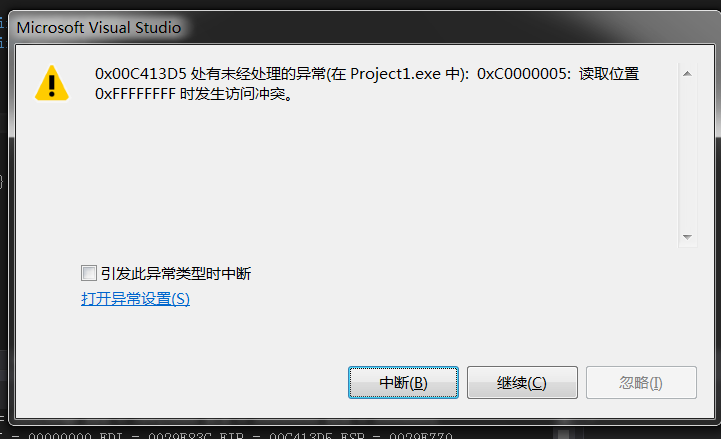 Microsoft Visual Studio
0x00C413D5 处有未经处理的异常(在 Project1.exe 中): 0xC0000005: 读取位置
0xFFFFFFFF 时发生访问冲突。
引发此异常类型时中断
打开异常设置(S)
中断(B)
继续(C)
忽略(I)
= 00000000 EDI = 0029F83C EIP = 00C413D5 ESP = 0029F770